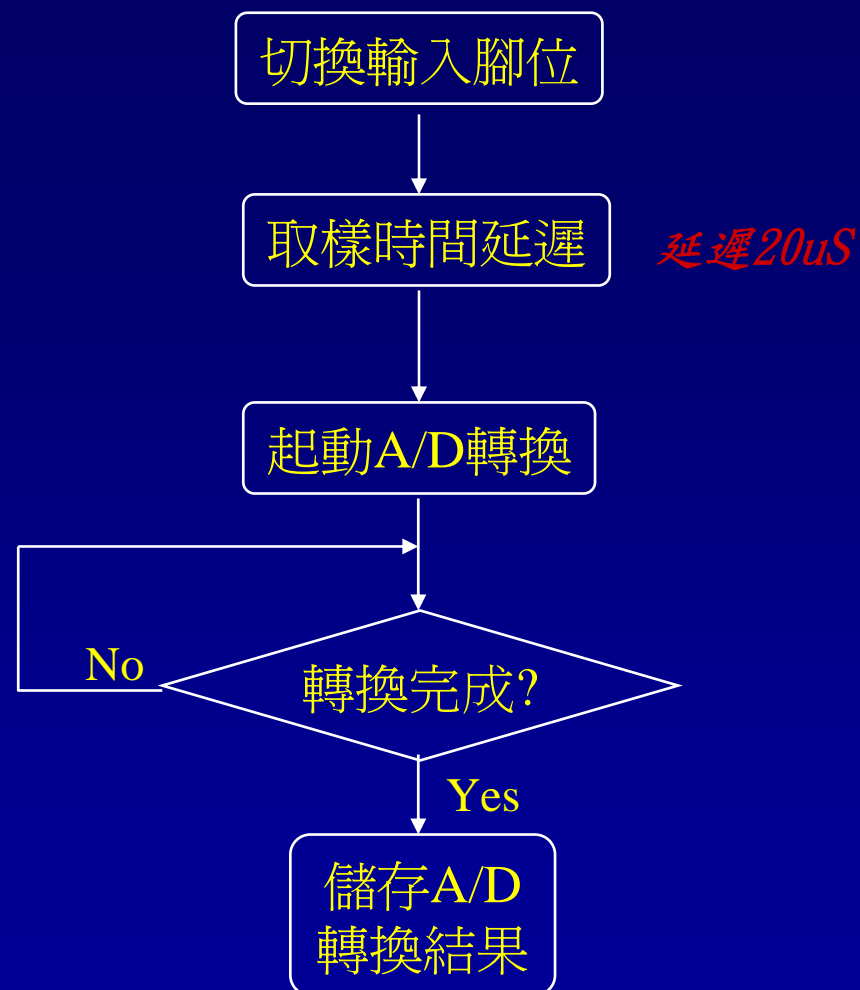 切換輸入腳位
取樣時間延遲
延遲20uS
起動A/D轉換
No
轉換完成?
Yes
儲存A/D
轉換結果